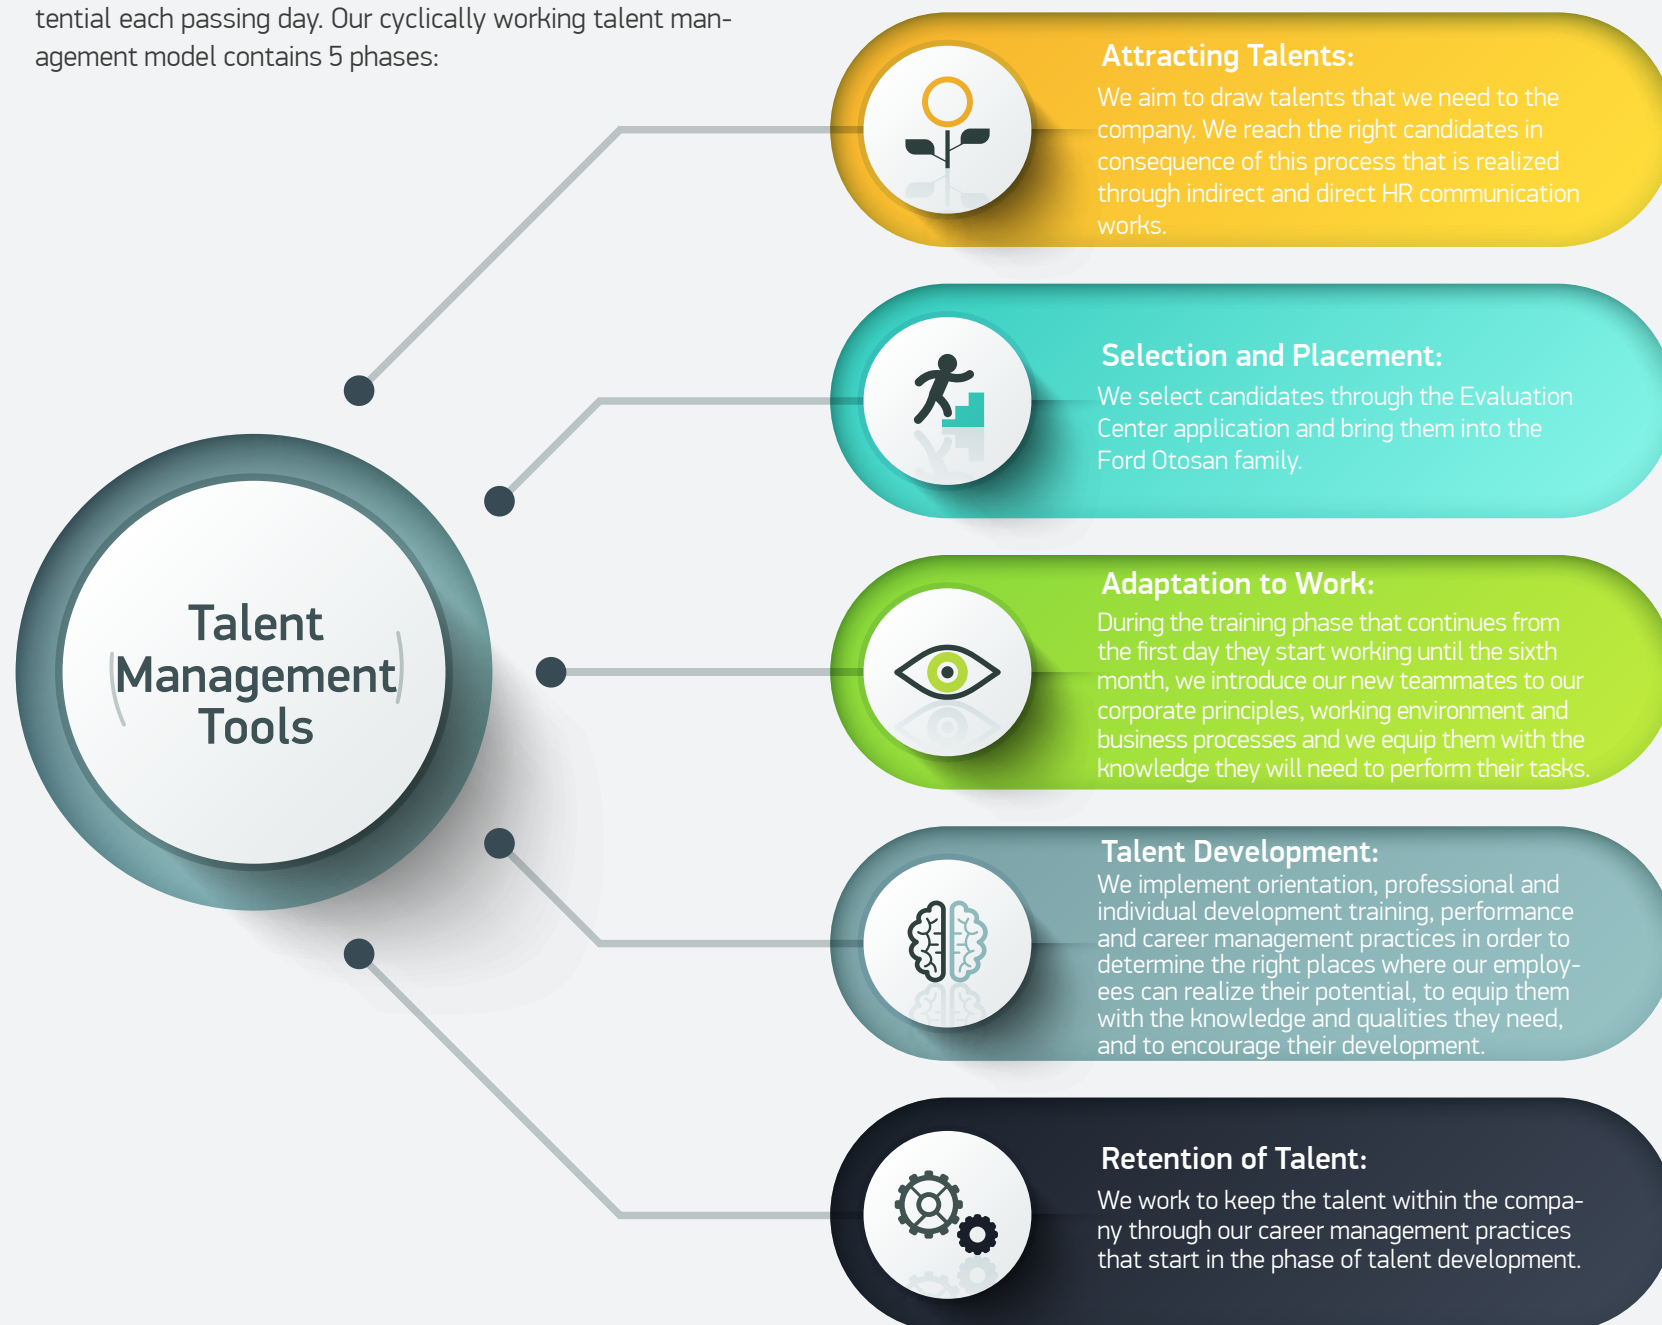 tential each passing day. Our cyclically working talent man-
agement model contains 5 phases:
Talent
Management
Tools
Attracting Talents:
We aim to draw talents that we need to the
company. We reach the right candidates in
consequence of this process that is realized
through indirect and direct HR communication
works.
Selection and Placement:
We select candidates through the Evaluation
Center application and bring them into the
Ford Otosan family.
Adaptation to Work:
During the training phase that continues from
the first day they start working until the sixth
month, we introduce our new teammates to our
corporate principles, working environment and
business processes and we equip them with the
knowledge they will need to perform their tasks.
Talent Development:
We implement orientation, professional and
individual development training, performance
and career management practices in order to
determine the right places where our employ-
ees can realize their potential, to equip them
with the knowledge and qualities they need,
and to encourage their development.
Retention of Talent:
We work to keep the talent within the compa-
ny through our career management practices
that start in the phase of talent development.